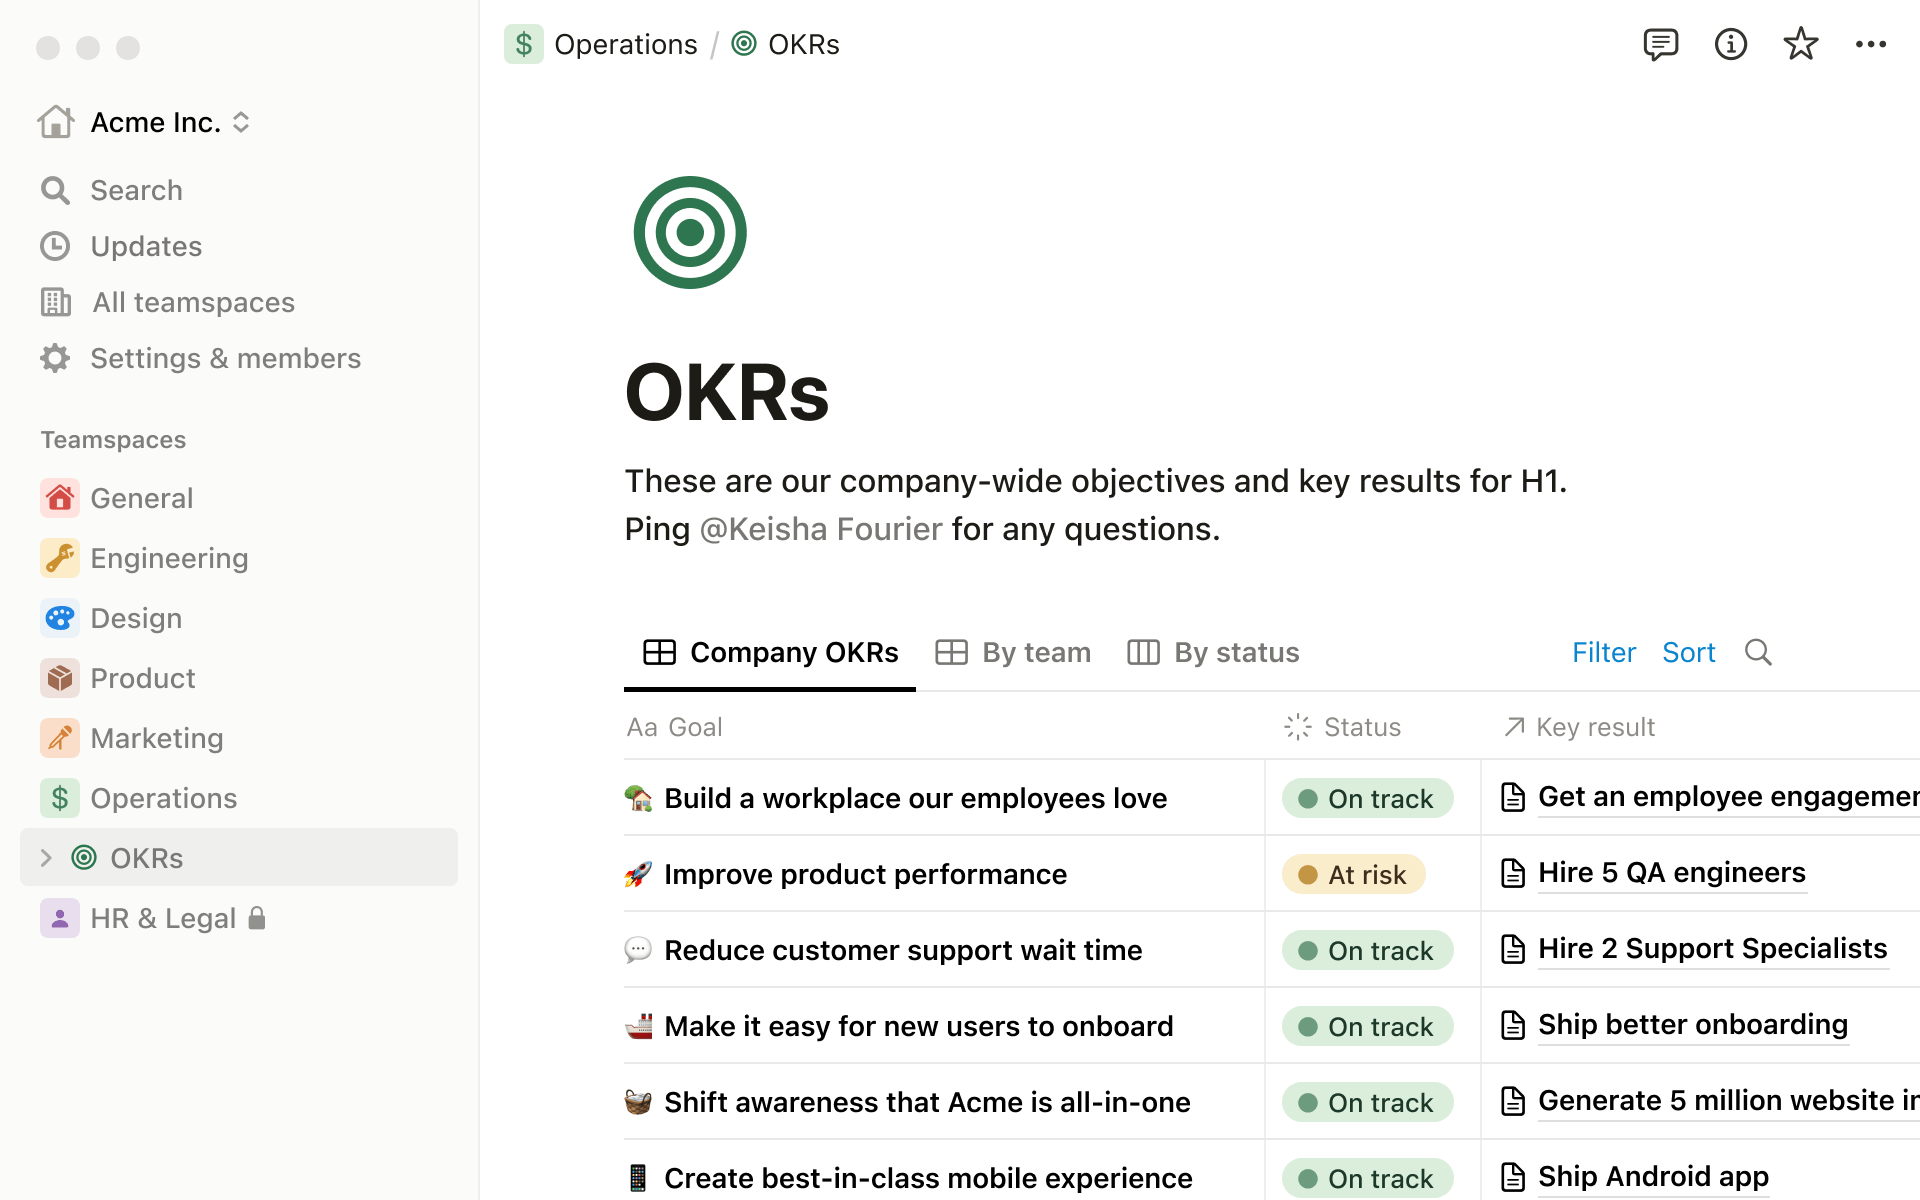 $ Operations / OKRs
Acme Inc.
Search
Updates
All teamspaces
Settings & members
Teamspaces
General
Engineering
Design
Product
Marketing
$ Operations
OKRs
HR & Legal
OKRs
These are our company-wide objectives and key results for H1.
Ping @Keisha Fourier for any questions.
Company OKRs By team By status Filter Sort
Aa Goal Status Key result
Build a workplace our employees love On track Get an employee engagemen
Improve product performance At risk Hire 5 QA engineers
Reduce customer support wait time On track Hire 2 Support Specialists
Make it easy for new users to onboard On track Ship better onboarding
Shift awareness that Acme is all-in-one On track Generate 5 million website in
Create best-in-class mobile experience On track Ship Android app